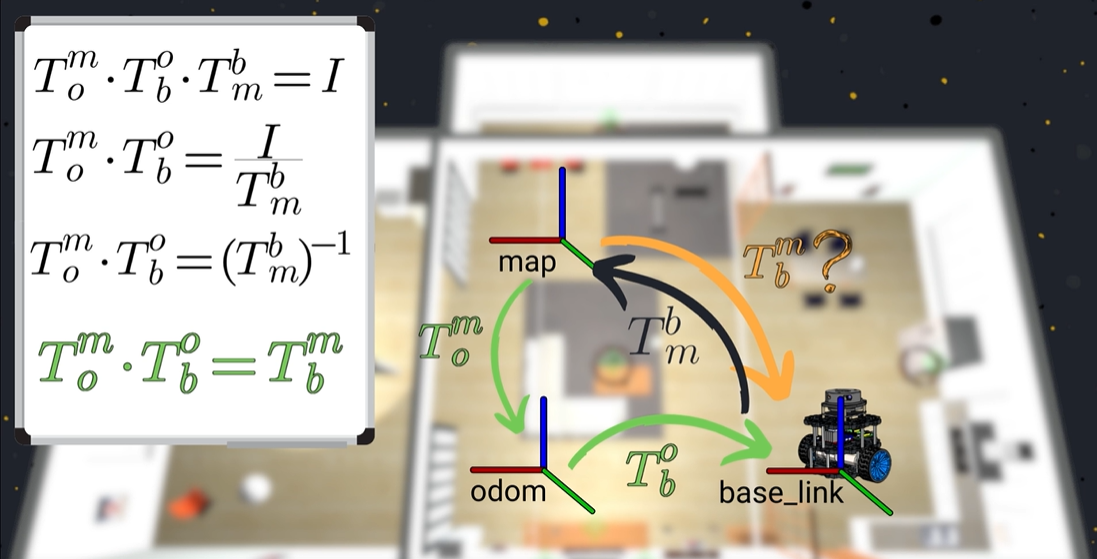 T_o^m · T_b^o · T_m^b = I
T_o^m · T_b^o = I / T_m^b
T_o^m · T_b^o = (T_m^b)^{-1}
T_o^m · T_b^o = T_b^m
map
T_b^m ?
T_o^m
T_m^b
odom
T_b^o
base_link